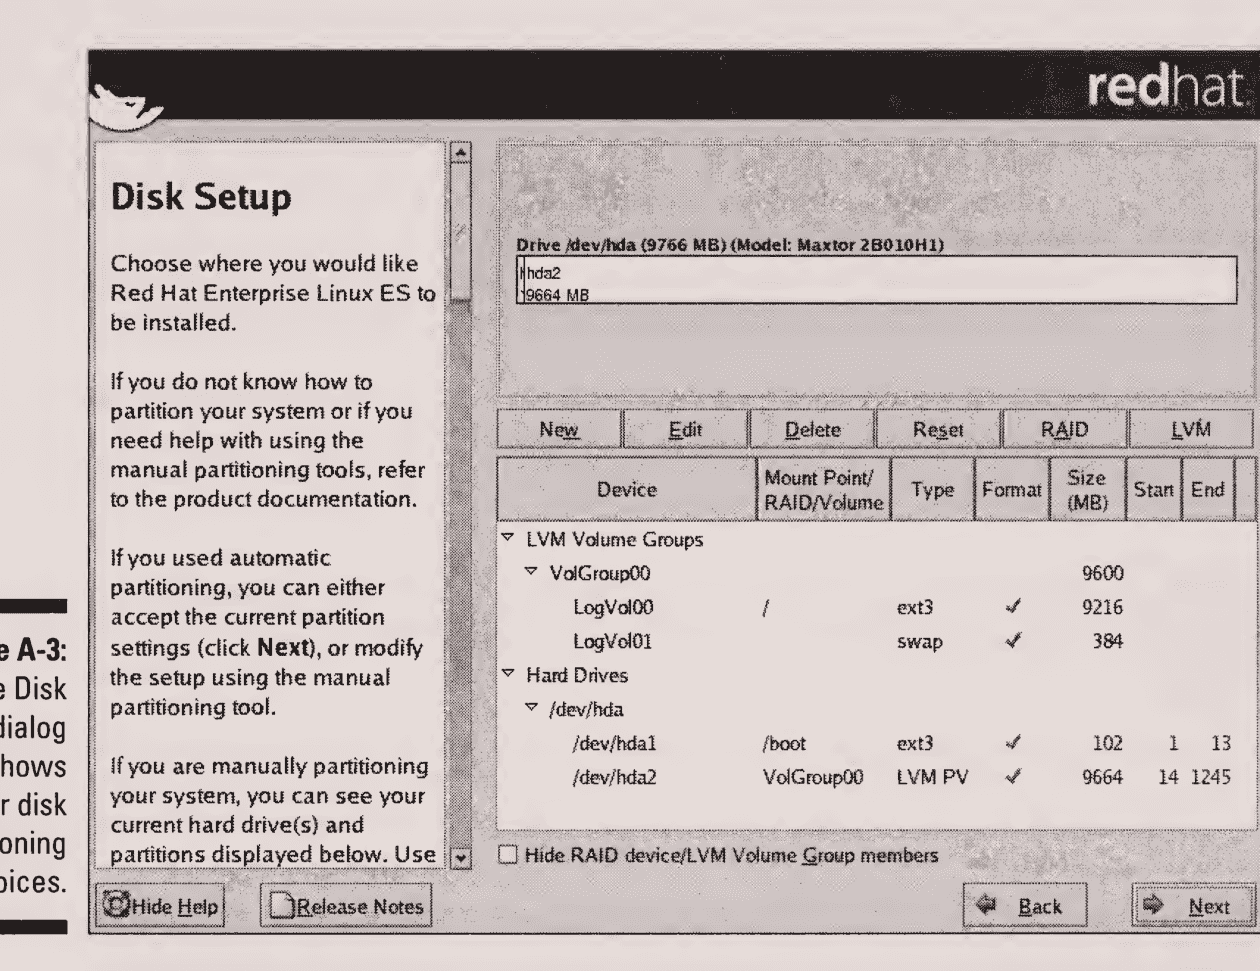 redhat
Disk Setup
Choose where you would like
Red Hat Enterprise Linux ES to
be installed.
If you do not know how to
partition your system or if you
need help with using the
manual partitioning tools, refer
to the product documentation.
If you used automatic
partitioning, you can either
accept the current partition
settings (click Next), or modify
the setup using the manual
partitioning tool.
If you are manually partitioning
your system, you can see your
current hard drive(s) and
partitions displayed below. Use
Drive /dev/hda (9766 MB) (Model: Maxtor 2B010H1)
hda2
9664 MB
New Edit Delete Reset RAID LVM
Device Mount Point/ RAID/Volume Type Format Size (MB) Start End
LVM Volume Groups
VolGroup00 9600
LogVol00 / ext3 ✓ 9216
LogVol01 swap ✓ 384
Hard Drives
/dev/hda
/dev/hda1 /boot ext3 ✓ 102 1 13
/dev/hda2 VolGroup00 LVM PV ✓ 9664 14 1245
Hide RAID device/LVM Volume Group members
Hide Help Release Notes Back Next
e A-3:
e Disk
dialog
hows
r disk
oning
oices.